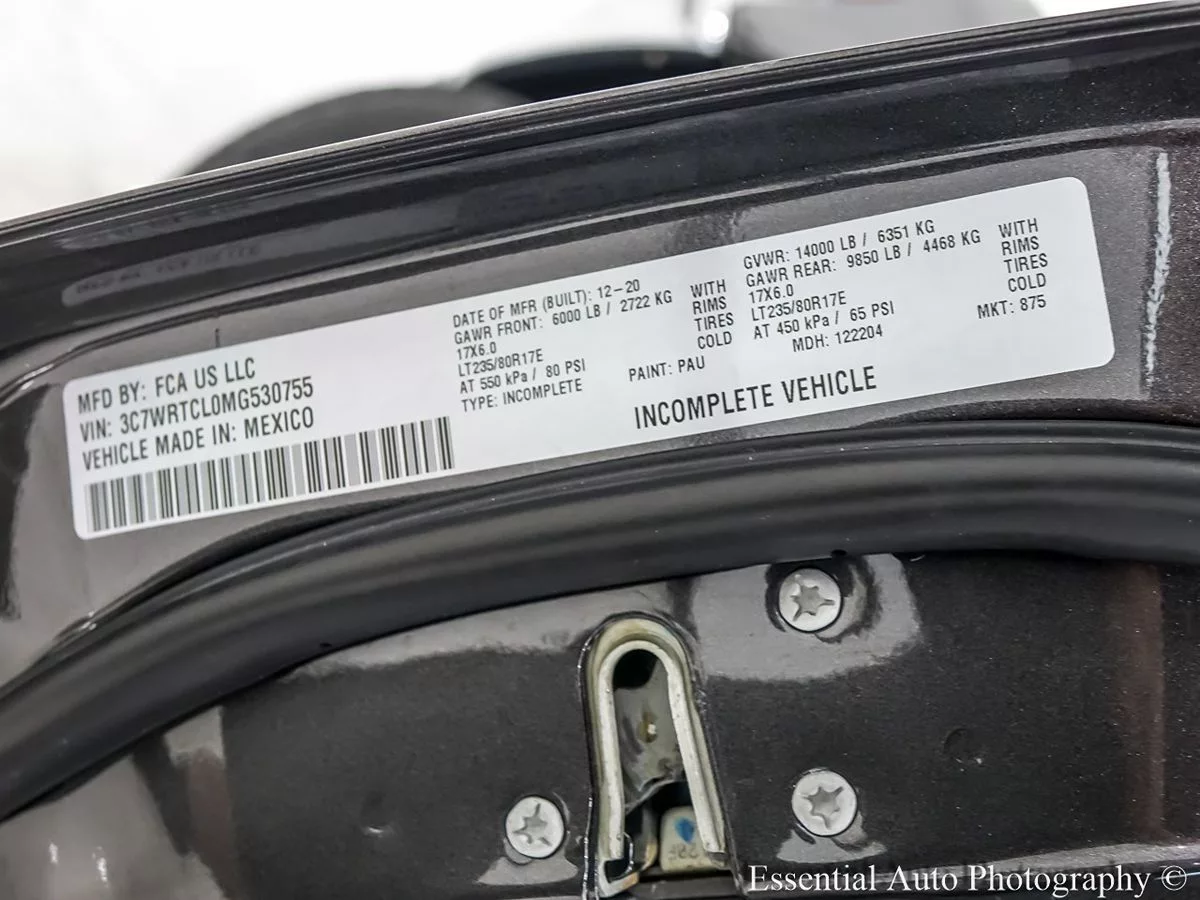 MFD BY: FCA US LLC
VIN: 3C7WRTCL0MG530755
VEHICLE MADE IN: MEXICO
DATE OF MFR (BUILT): 12-20
GAWR FRONT: 6000 LB / 2722 KG WITH
17X6.0 RIMS
LT235/80R17E TIRES
AT 550 kPa / 80 PSI COLD
TYPE: INCOMPLETE
PAINT: PAU
GVWR: 14000 LB / 6351 KG
GAWR REAR: 9850 LB / 4468 KG WITH
17X6.0 RIMS
LT235/80R17E TIRES
AT 450 kPa / 65 PSI COLD
MDH: 122204
MKT: 875
INCOMPLETE VEHICLE
Essential Auto Photography ©